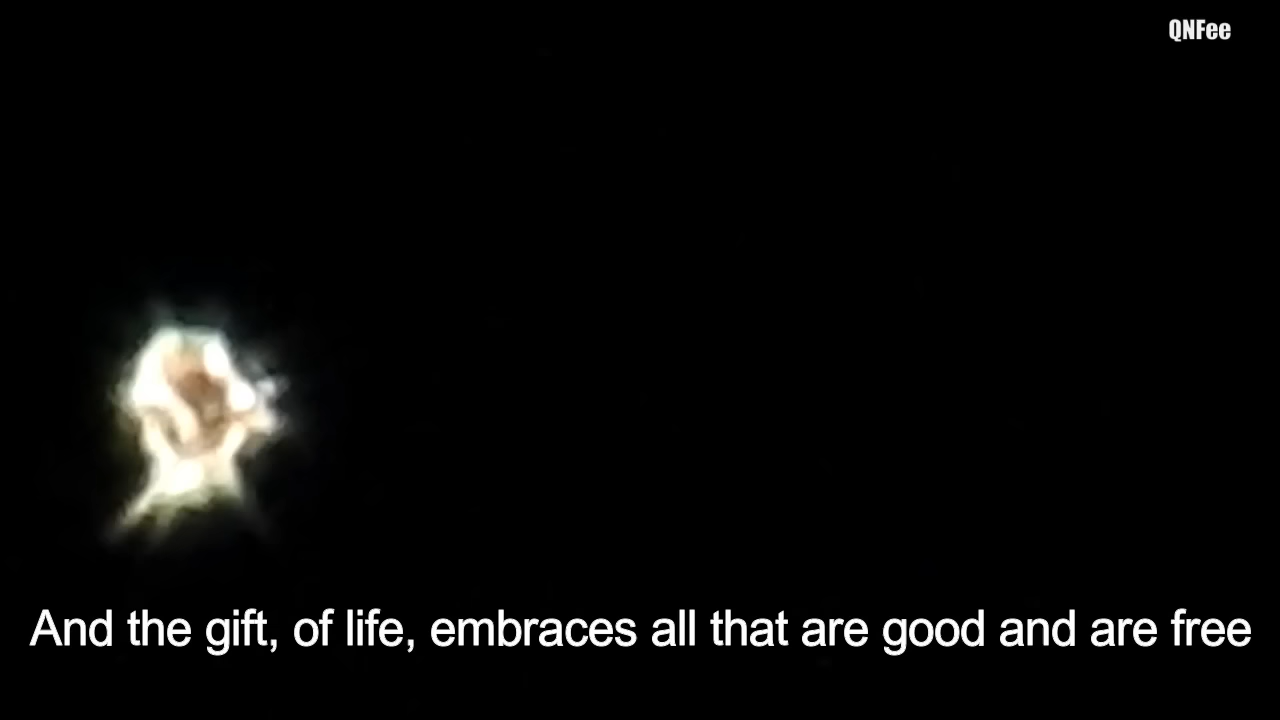 QNFee
And the gift, of life, embraces all that are good and are free